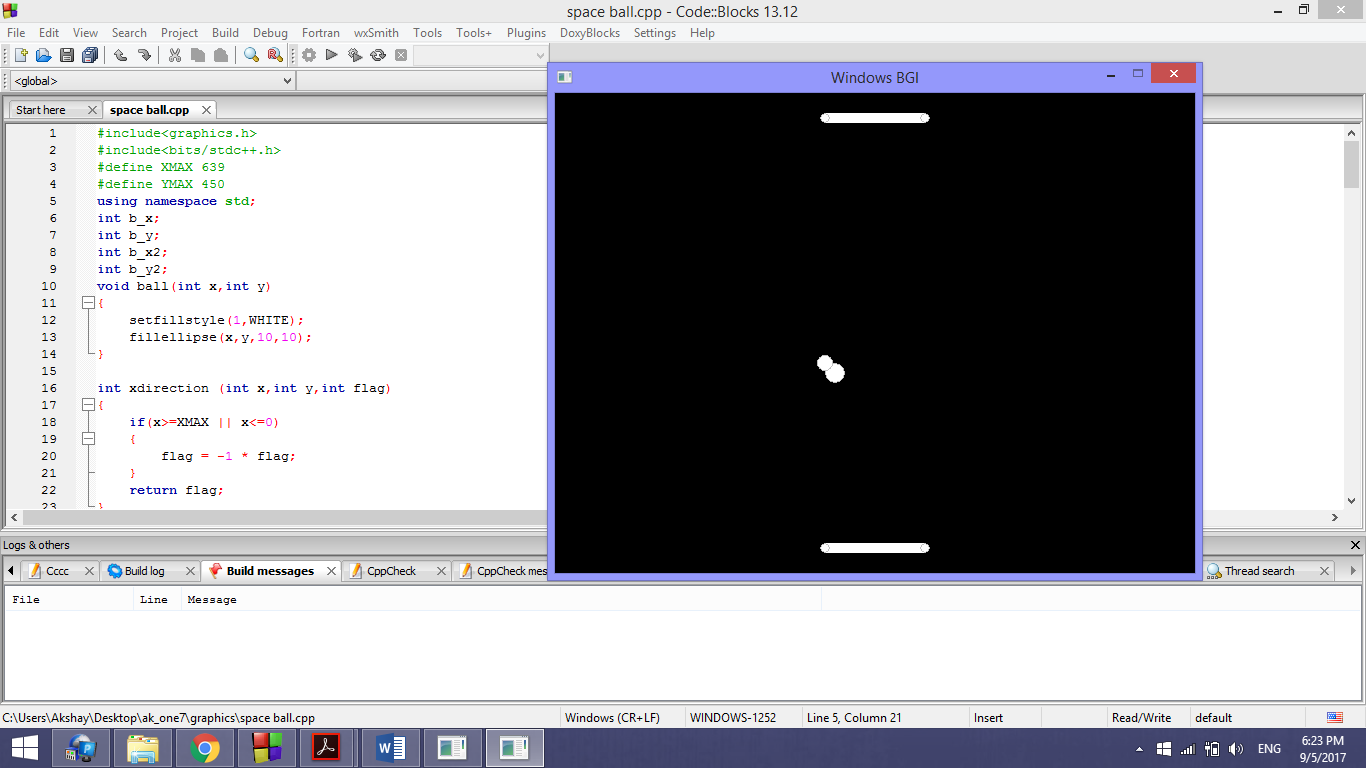 space ball.cpp - Code::Blocks 13.12
File Edit View Search Project Build Debug Fortran wxSmith Tools Tools+ Plugins DoxyBlocks Settings Help
<global>
Windows BGI
Start here
space ball.cpp
1 #include<graphics.h>
2 #include<bits/stdc++.h>
3 #define XMAX 639
4 #define YMAX 450
5 using namespace std;
6 int b_x;
7 int b_y;
8 int b_x2;
9 int b_y2;
10 void ball(int x,int y)
11 {
12 setfillstyle(1,WHITE);
13 fillellipse(x,y,10,10);
14 }
15
16 int xdirection (int x,int y,int flag)
17 {
18 if(x>=XMAX || x<=0)
19 {
20 flag = -1 * flag;
21 }
22 return flag;
23 }
Logs & others
Cccc Build log Build messages CppCheck CppCheck mes Thread search
File Line Message
C:\Users\Akshay\Desktop\ak_one7\graphics\space ball.cpp Windows (CR+LF) WINDOWS-1252 Line 5, Column 21 Insert Read/Write default
ENG
6:23 PM
9/5/2017